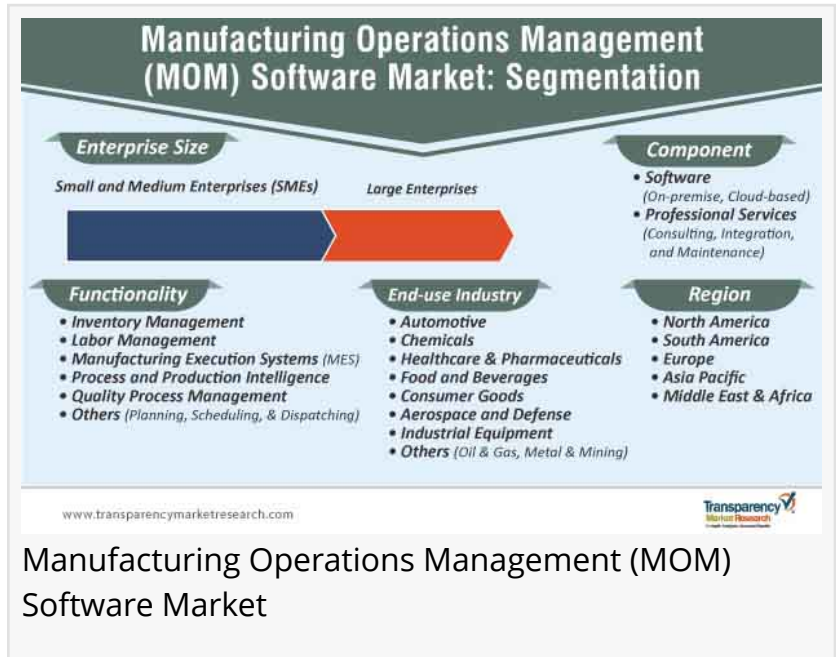 Manufacturing Operations Management
(MOM) Software Market: Segmentation
Enterprise Size
Small and Medium Enterprises (SMEs)
Large Enterprises
Component
• Software
(On-premise, Cloud-based)
• Professional Services
(Consulting, Integration,
and Maintenance)
Functionality
• Inventory Management
• Labor Management
• Manufacturing Execution Systems (MES)
• Process and Production Intelligence
• Quality Process Management
• Others (Planning, Scheduling, & Dispatching)
End-use Industry
• Automotive
• Chemicals
• Healthcare & Pharmaceuticals
• Food and Beverages
• Consumer Goods
• Aerospace and Defense
• Industrial Equipment
• Others (Oil & Gas, Metal & Mining)
Region
• North America
• South America
• Europe
• Asia Pacific
• Middle East & Africa
www.transparencymarketresearch.com
Transparency
Market Research
Manufacturing Operations Management (MOM)
Software Market